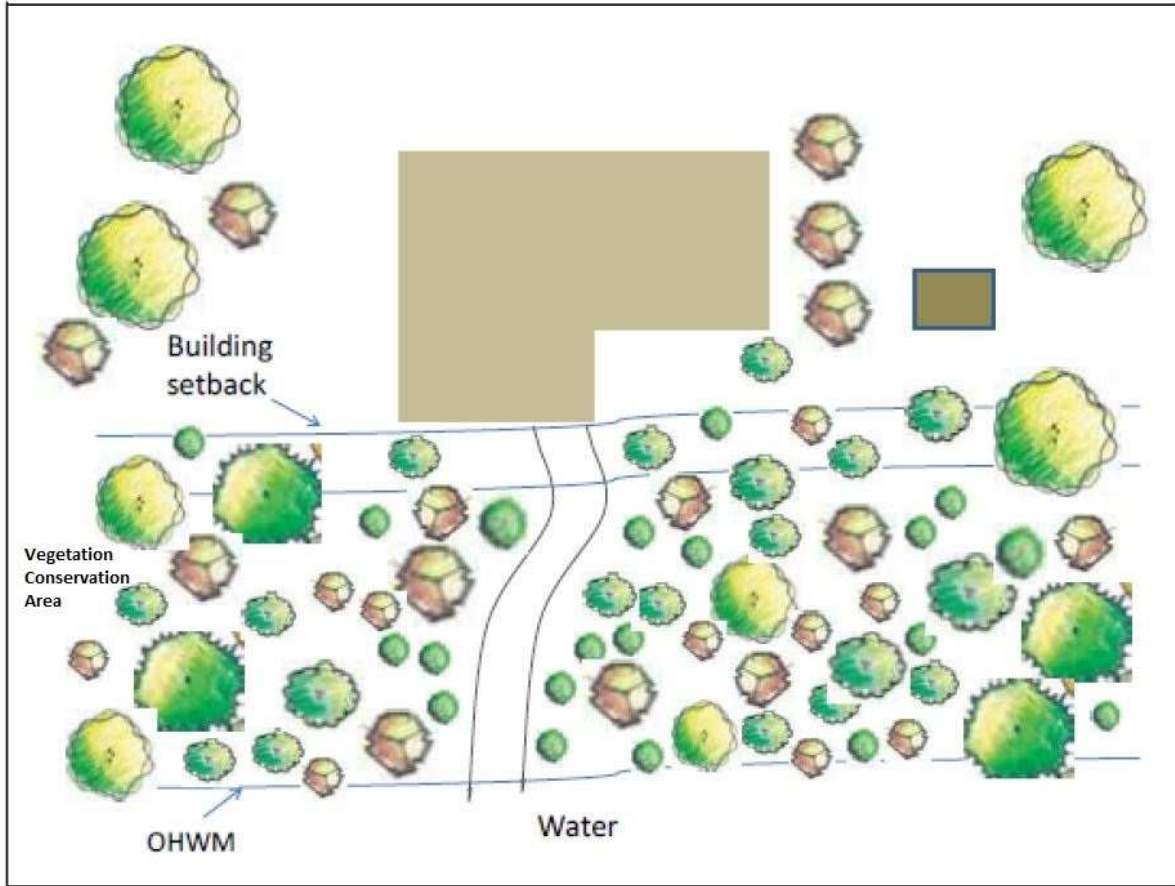 Building
setback
Vegetation
Conservation
Area
OHWM
Water